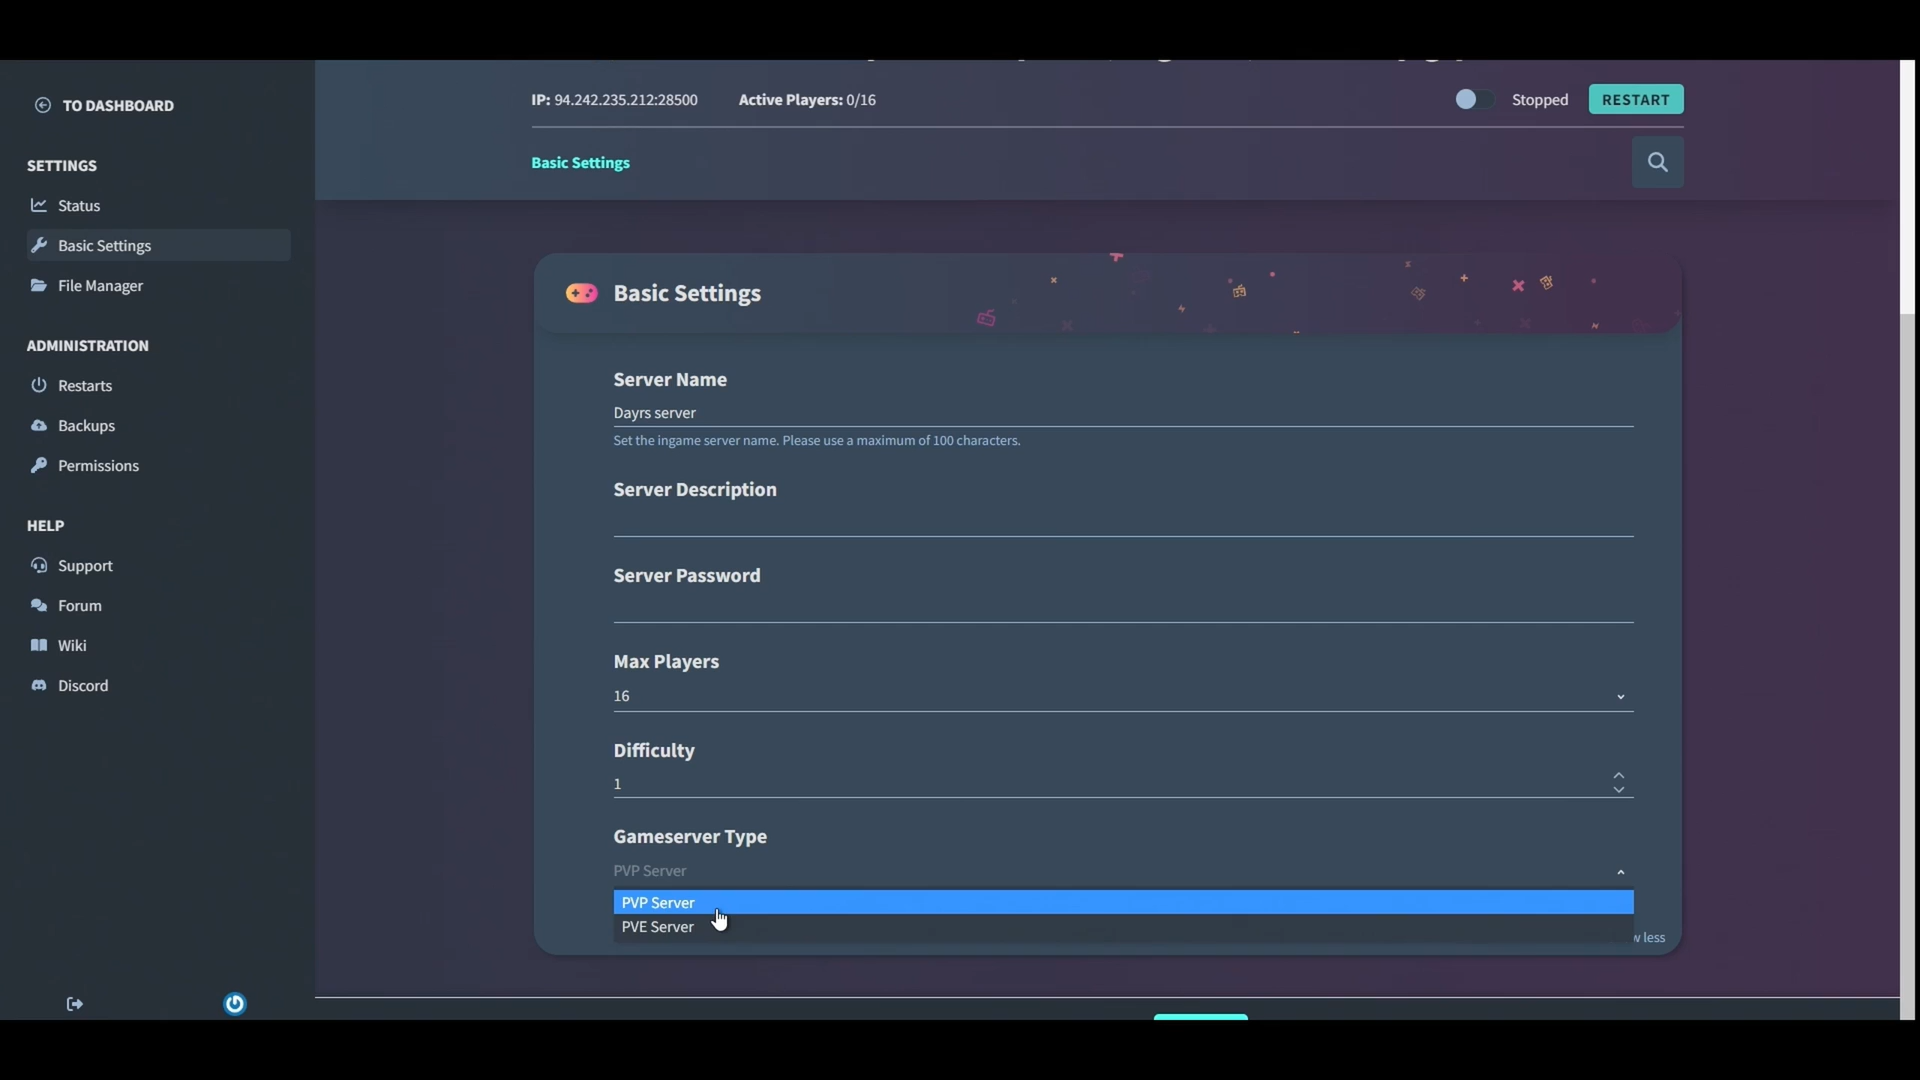 TO DASHBOARD
SETTINGS
Status
Basic Settings
File Manager
ADMINISTRATION
Restarts
Backups
Permissions
HELP
Support
Forum
Wiki
Discord
IP: 94.242.235.212:28500 Active Players: 0/16 Stopped RESTART
Basic Settings
Basic Settings
Server Name
Dayrs server
Set the ingame server name. Please use a maximum of 100 characters.
Server Description
Server Password
Max Players
16
Difficulty
1
Gameserver Type
PVP Server
PVP Server
PVE Server
less